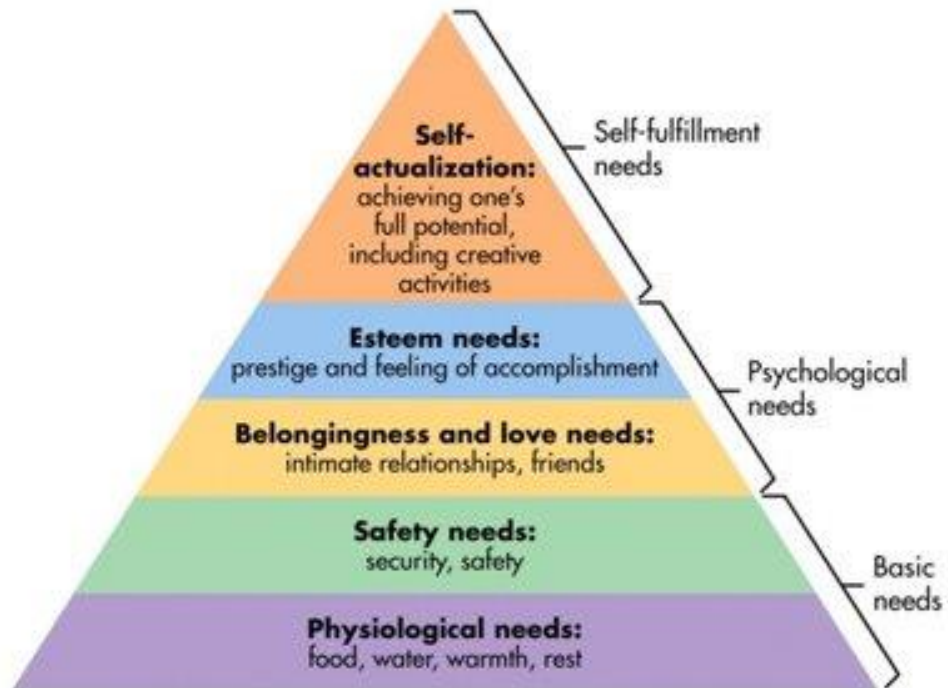 Self-
actualization:
achieving one's
full potential,
including creative
activities
Esteem needs:
prestige and feeling of accomplishment
Belongingness and love needs:
intimate relationships, friends
Safety needs:
security, safety
Physiological needs:
food, water, warmth, rest
Self-fulfillment
needs
Psychological
needs
Basic
needs